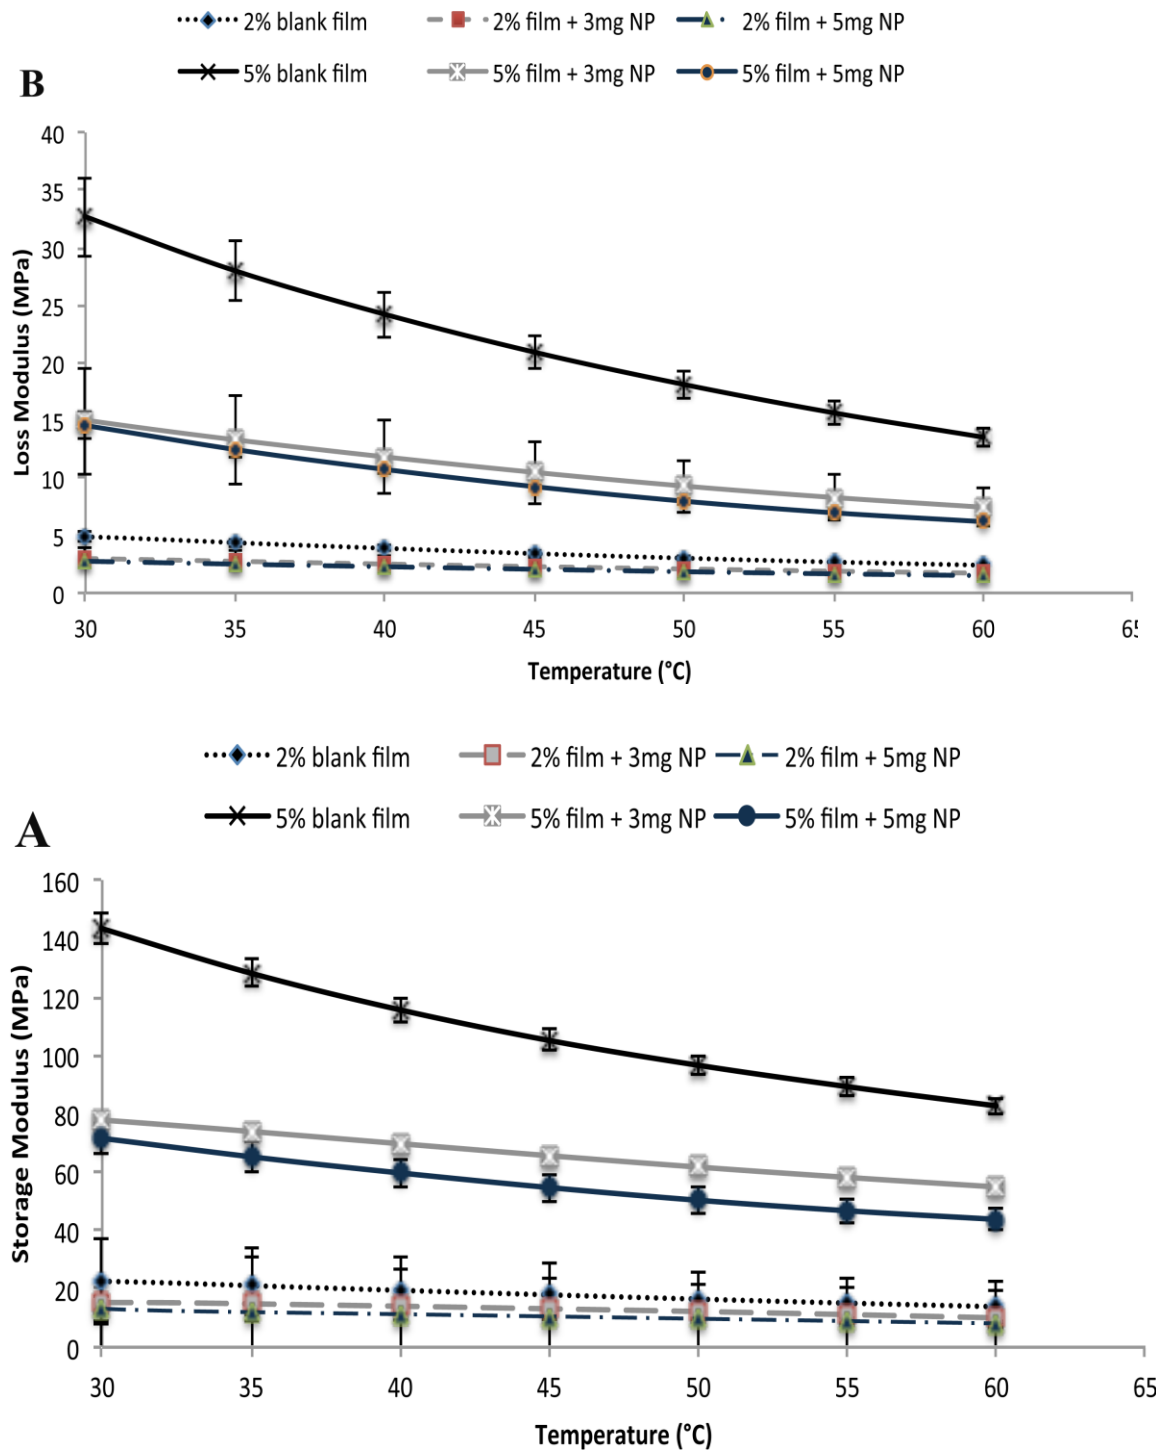 2% blank film 2% film + 3mg NP 2% film + 5mg NP
5% blank film 5% film + 3mg NP 5% film + 5mg NP
B
40
35
30
25
20
15
10
5
0
Loss Modulus (MPa)
30 35 40 45 50 55 60 65
Temperature (°C)
2% blank film 2% film + 3mg NP 2% film + 5mg NP
5% blank film 5% film + 3mg NP 5% film + 5mg NP
A
160
140
120
100
80
60
40
20
0
Storage Modulus (MPa)
30 35 40 45 50 55 60 65
Temperature (°C)